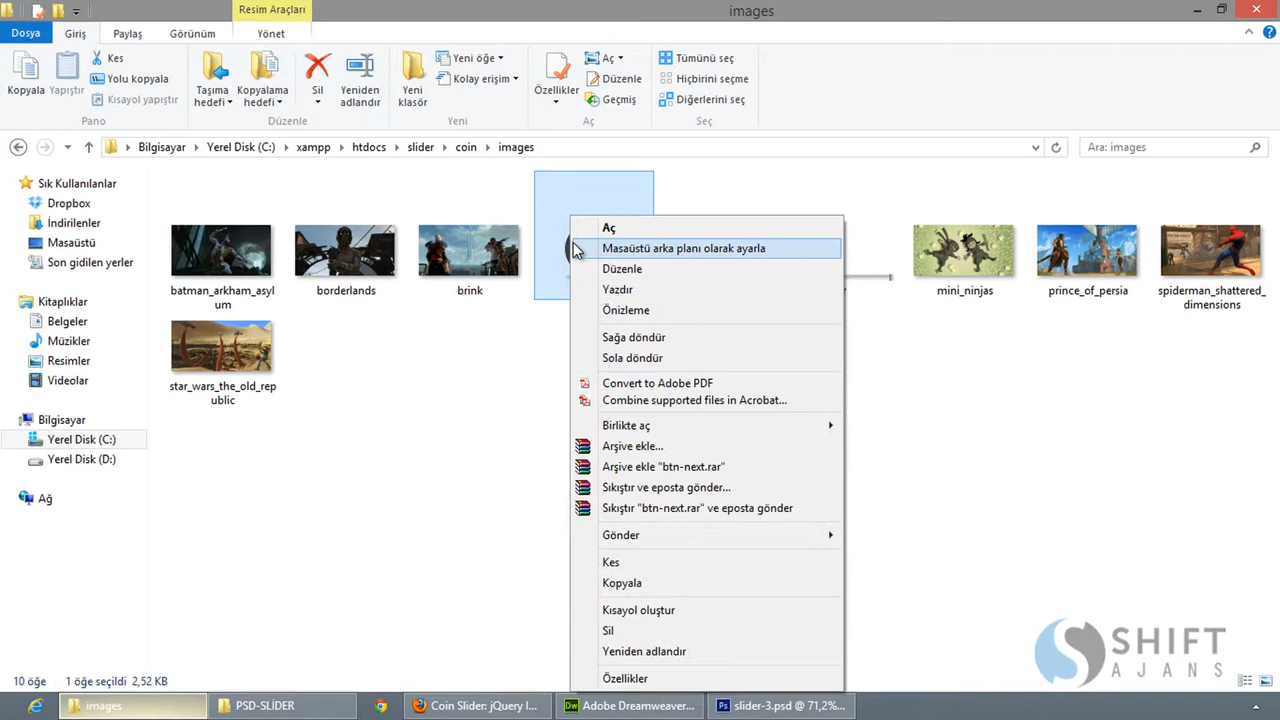 Resim Araçları
images
Dosya
Giriş
Paylaş
Görünüm
Yönet
Kopyala
Yapıştır
Kes
Yolu kopyala
Kısayol yapıştır
Pano
Taşıma
hedefi
Kopyalama
hedefi
Sil
Yeniden
adlandır
Düzenle
Yeni
klasör
Yeni öğe
Kolay erişim
Yeni
Özellikler
Aç
Düzenle
Geçmiş
Aç
Tümünü seç
Hiçbirini seçme
Diğerlerini seç
Seç
Bilgisayar
Yerel Disk (C:)
xampp
htdocs
slider
coin
images
Ara: images
Sık Kullanılanlar
Dropbox
İndirilenler
Masaüstü
Son gidilen yerler
Kitaplıklar
Belgeler
Müzikler
Resimler
Videolar
Bilgisayar
Yerel Disk (C:)
Yerel Disk (D:)
Ağ
batman_arkham_asyl
um
borderlands
brink
mini_ninjas
prince_of_persia
spiderman_shattered_
dimensions
star_wars_the_old_rep
ublic
Aç
Masaüstü arka planı olarak ayarla
Düzenle
Yazdır
Önizleme
Sağa döndür
Sola döndür
Convert to Adobe PDF
Combine supported files in Acrobat...
Birlikte aç
Arşive ekle...
Arşive ekle "btn-next.rar"
Sıkıştır ve eposta gönder...
Sıkıştır "btn-next.rar" ve eposta gönder
Gönder
Kes
Kopyala
Kısayol oluştur
Sil
Yeniden adlandır
Özellikler
SHIFT
AJANS
10 öğe 1 öğe seçildi 2,52 KB
images
PSD-SLİDER
Coin Slider: jQuery I...
Dw Adobe Dreamweaver...
Ps slider-3.psd @ 71,2%...